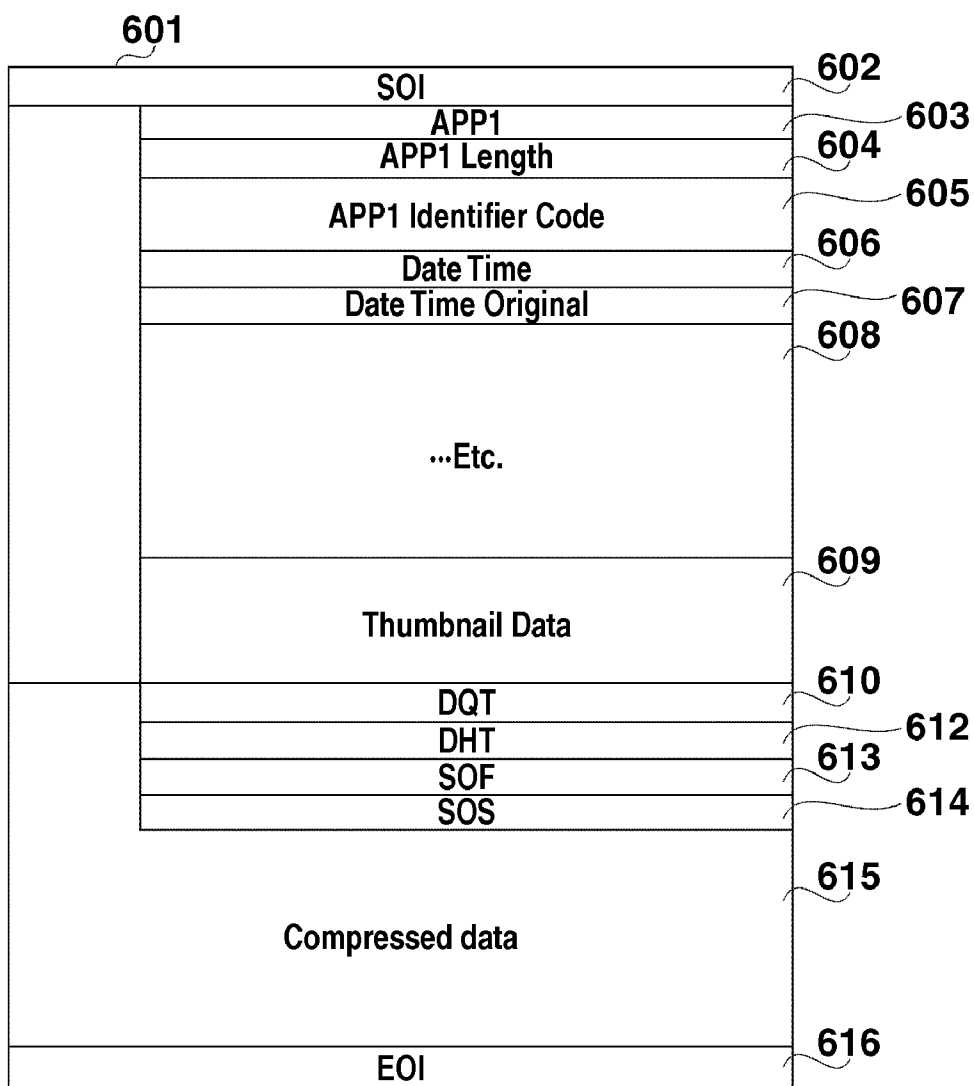 601
SOI 602
APP1 603
APP1 Length 604
APP1 Identifier Code 605
Date Time 606
Date Time Original 607
···Etc. 608
Thumbnail Data 609
DQT 610
DHT 612
SOF 613
SOS 614
Compressed data 615
EOI 616